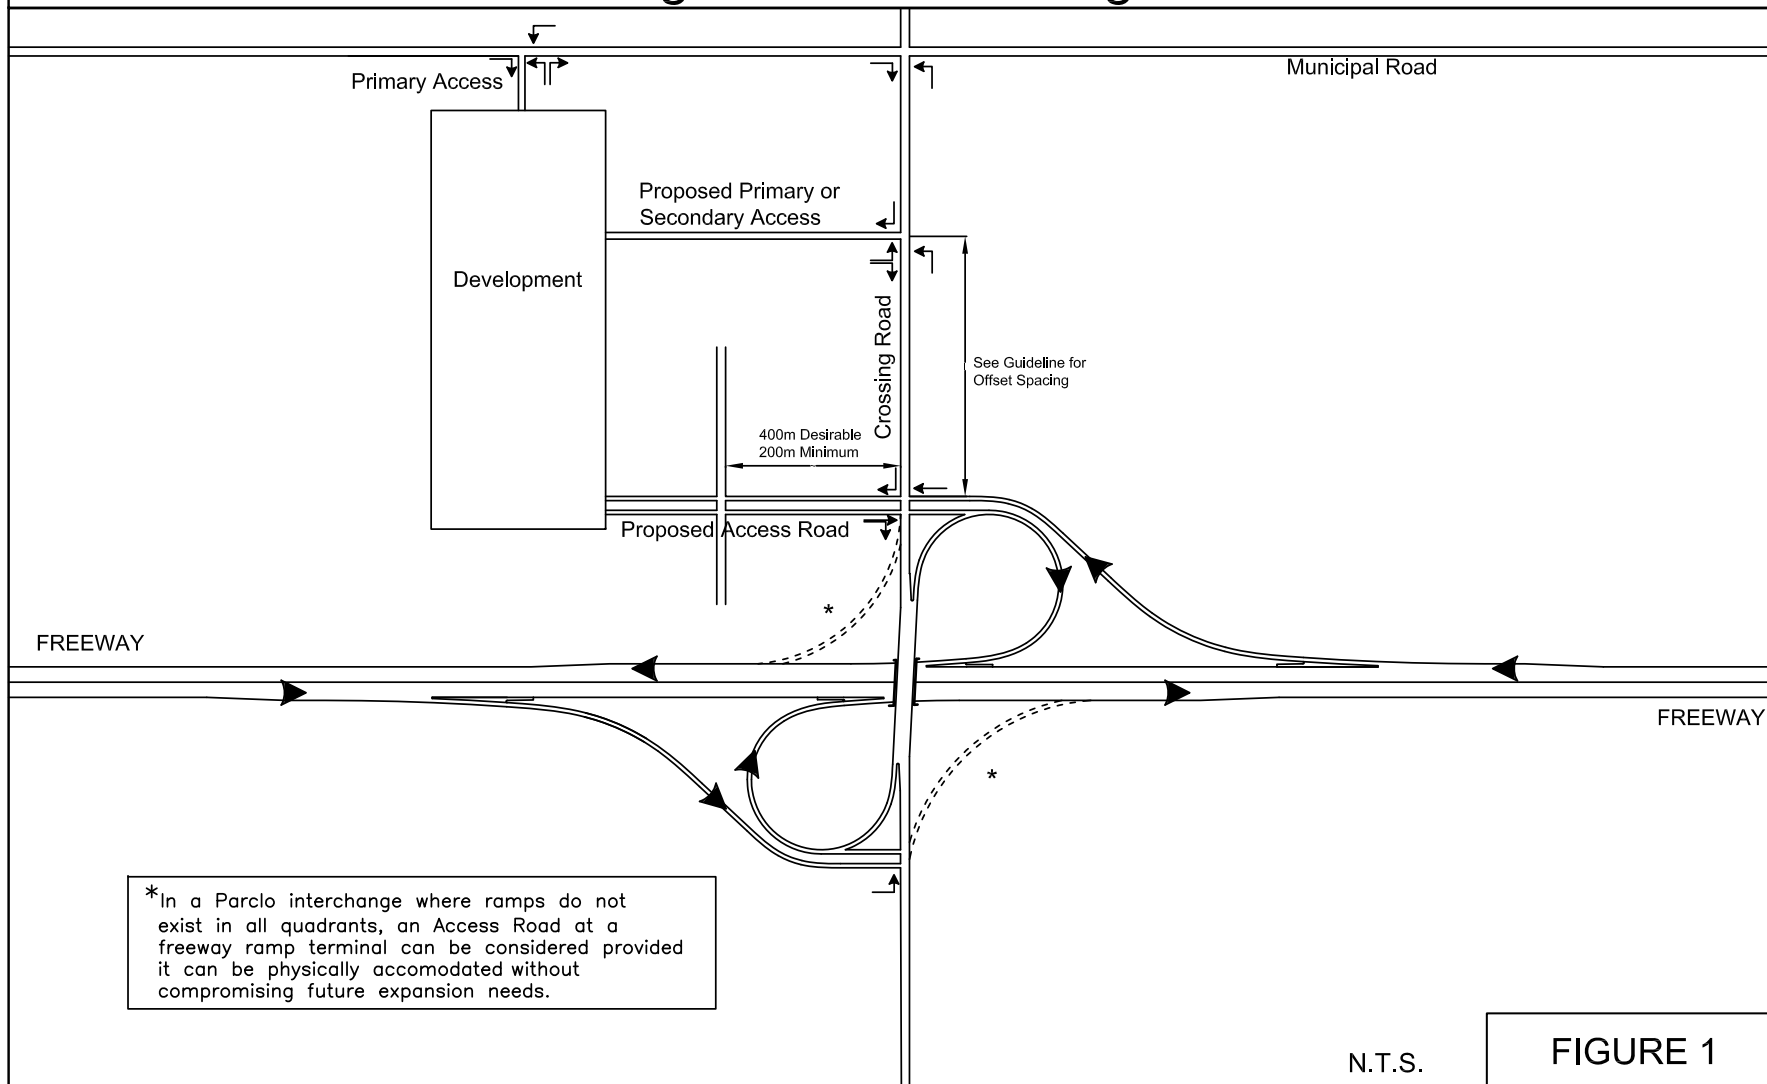 Primary Access
Municipal Road
Proposed Primary or
Secondary Access
Development
Crossing Road
See Guideline for
Offset Spacing
400m Desirable
200m Minimum
Proposed Access Road
*
FREEWAY
FREEWAY
*
*In a Parclo interchange where ramps do not
exist in all quadrants, an Access Road at a
freeway ramp terminal can be considered provided
it can be physically accomodated without
compromising future expansion needs.
N.T.S.
FIGURE 1